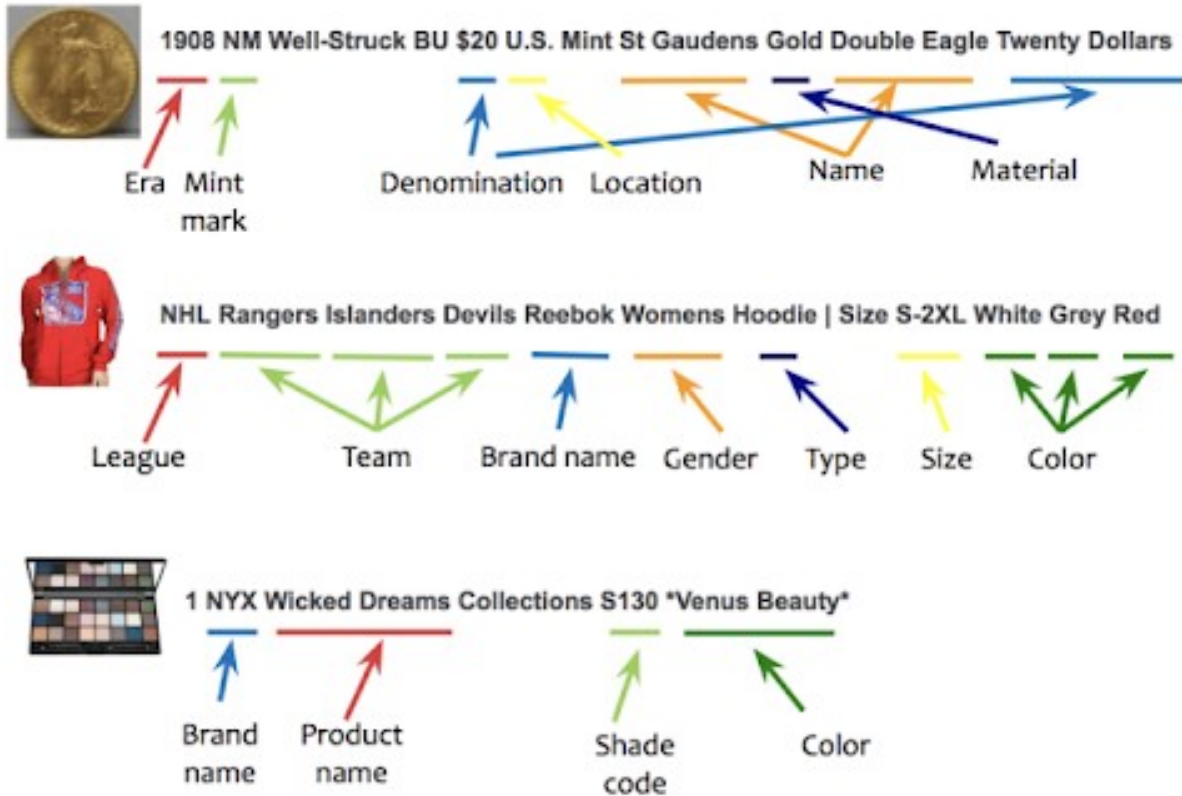 1908 NM Well-Struck BU $20 U.S. Mint St Gaudens Gold Double Eagle Twenty Dollars
Era Mint mark Denomination Location Name Material
NHL Rangers Islanders Devils Reebok Womens Hoodie | Size S-2XL White Grey Red
League Team Brand name Gender Type Size Color
1 NYX Wicked Dreams Collections S130 *Venus Beauty*
Brand name Product name Shade code Color